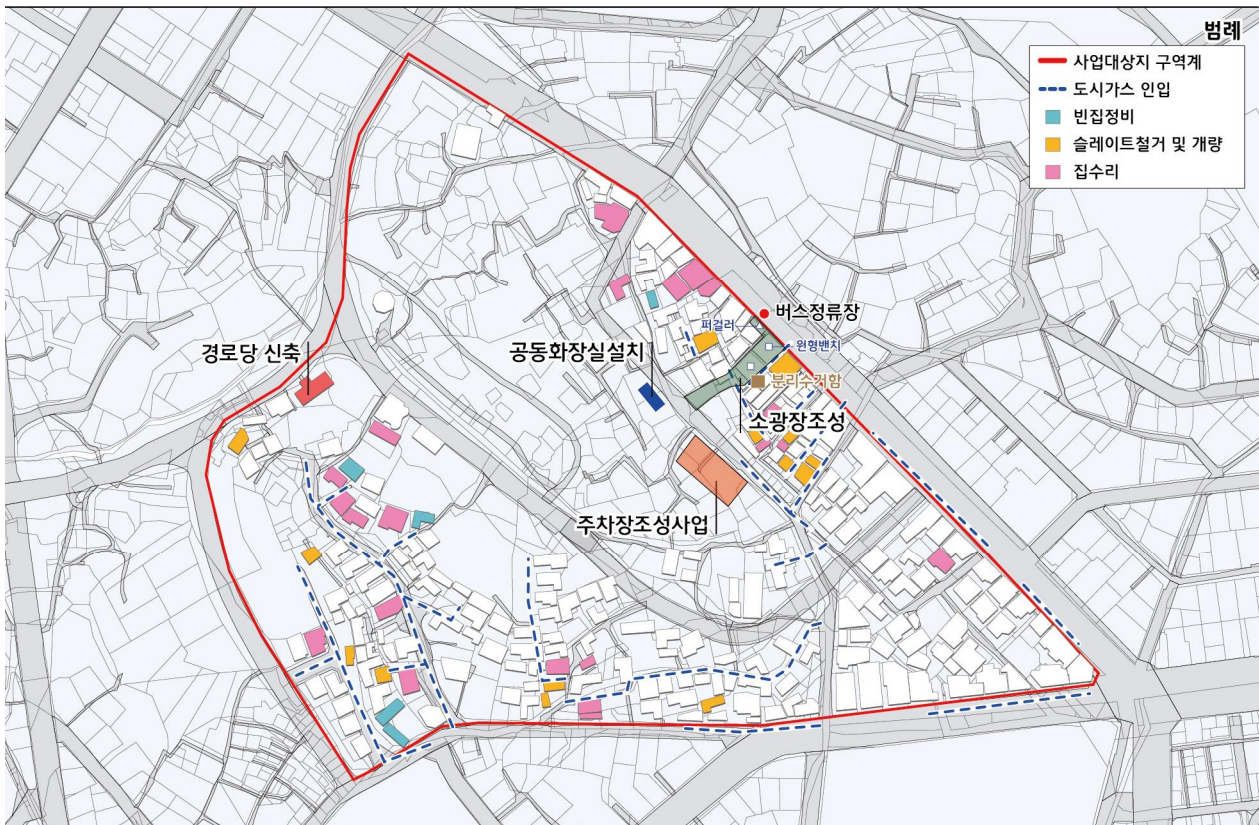 범례
사업대상지 구역계
도시가스 인입
빈집정비
슬레이트철거 및 개량
집수리
버스정류장
퍼걸러
원형벤치
경로당 신축
공동화장실설치
분리수거함
소광장조성
주차장조성사업